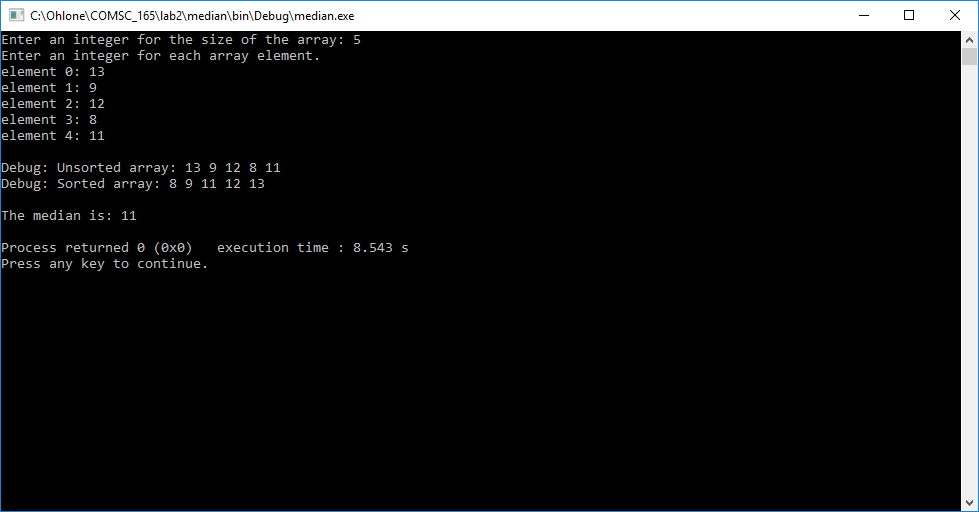 C:\Ohlone\COMSC_165\lab2\median\bin\Debug\median.exe
Enter an integer for the size of the array: 5
Enter an integer for each array element.
element 0: 13
element 1: 9
element 2: 12
element 3: 8
element 4: 11
Debug: Unsorted array: 13 9 12 8 11
Debug: Sorted array: 8 9 11 12 13
The median is: 11
Process returned 0 (0x0)   execution time : 8.543 s
Press any key to continue.